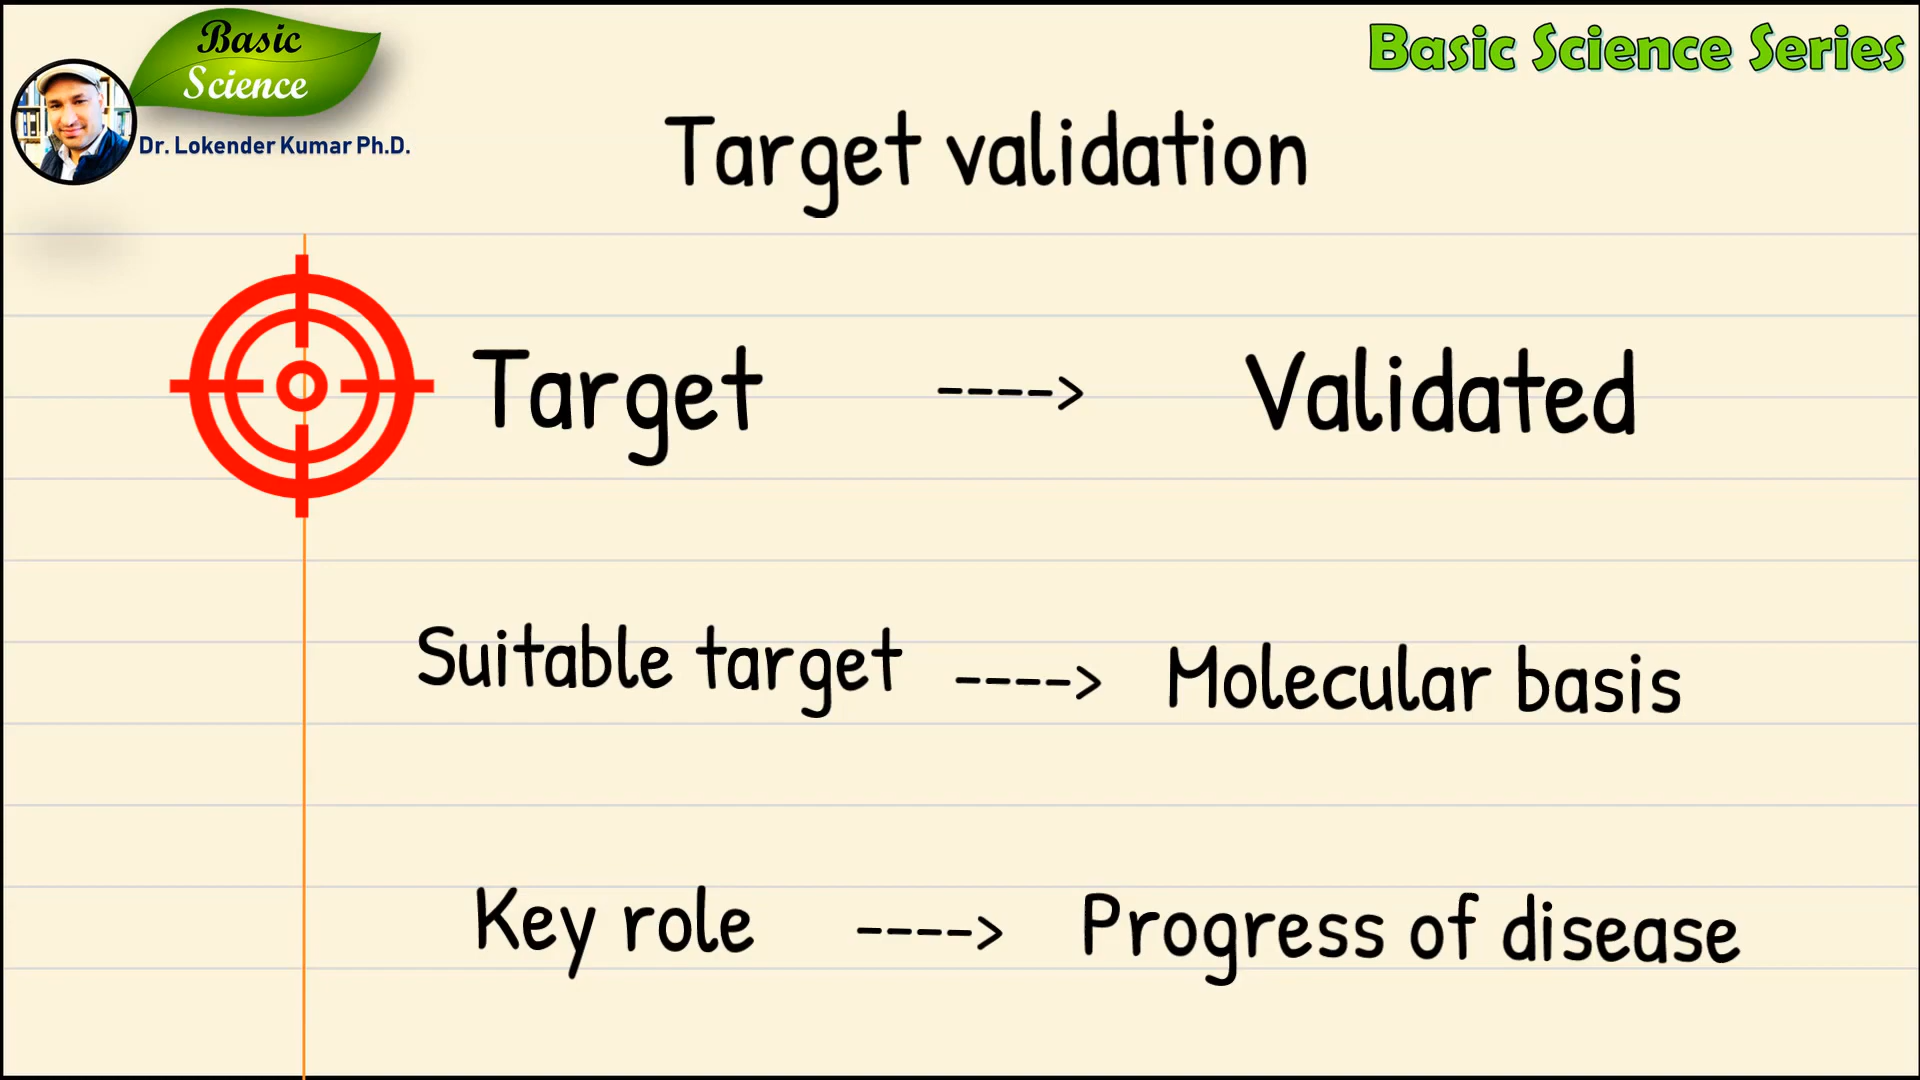 Basic
Science
Basic Science Series
Dr. Lokender Kumar Ph.D.
Target validation
Target ----> Validated
Suitable target ----> Molecular basis
Key role ----> Progress of disease